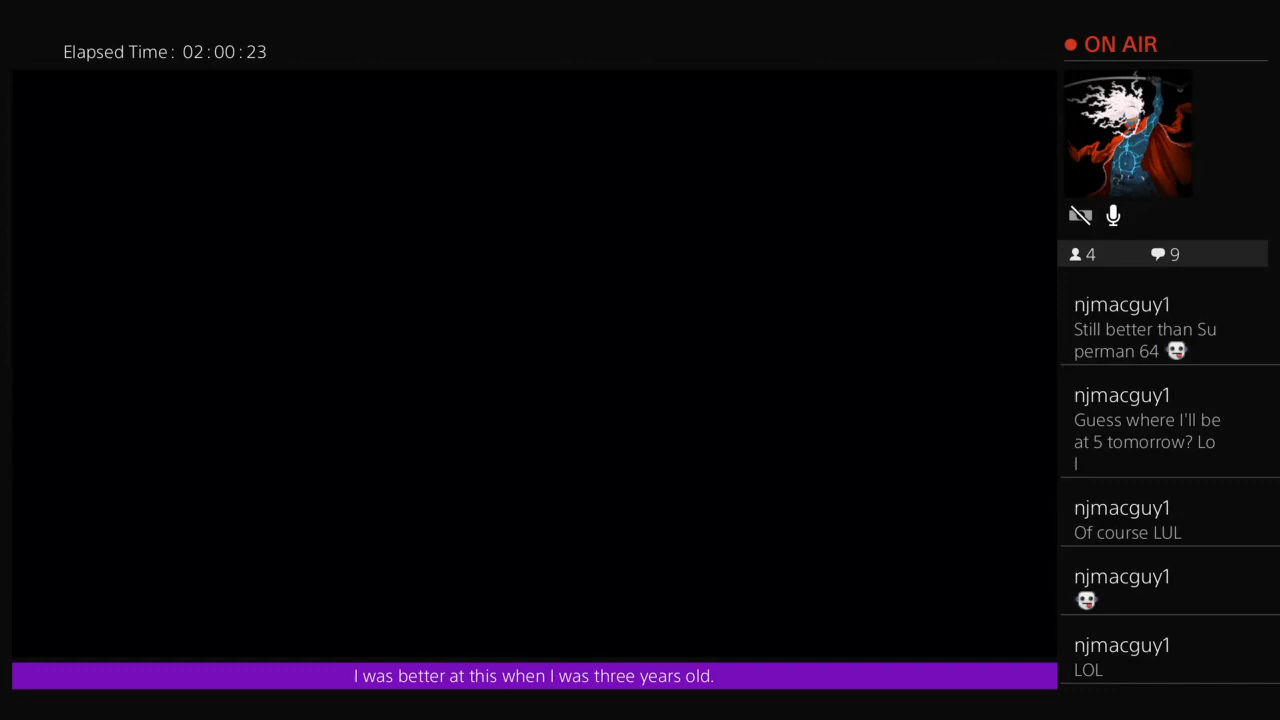 Elapsed Time: 02:00:23
ON AIR
4 9
njmacguy1
Still better than Su
perman 64
njmacguy1
Guess where I'll be
at 5 tomorrow? Lo
l
njmacguy1
Of course LUL
njmacguy1
njmacguy1
LOL
I was better at this when I was three years old.